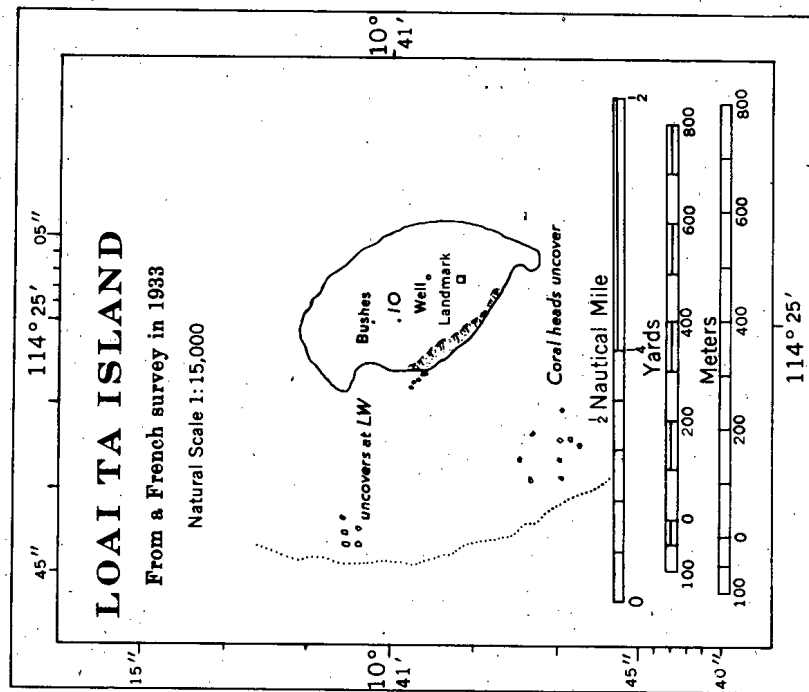 LOAI TA ISLAND
From a French survey in 1933
Natural Scale 1:15,000
114° 25' 05"
45"
15"
10° 41'
10° 41'
45"
40"
Bushes
10
Well
Landmark
uncovers at LW
Coral heads uncover
0 1/4 1/2
Nautical Mile
Yards
100 0 200 400 600 800
Meters
100 0 200 400 600 800
114° 25'